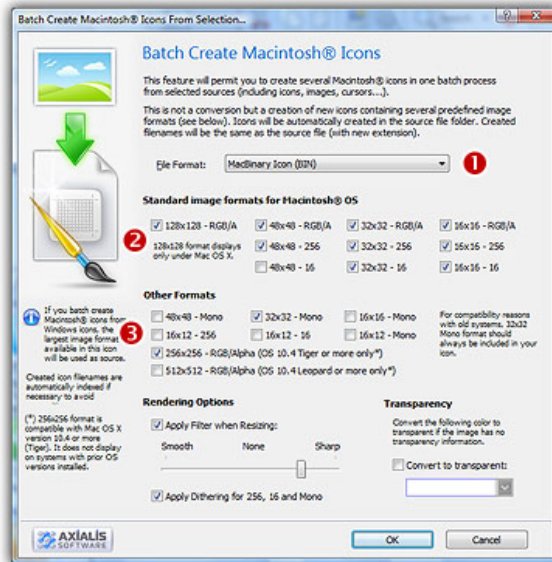 Batch Create Macintosh® Icons From Selection...
Batch Create Macintosh® Icons
This feature will permit you to create several Macintosh® icons in one batch process
from selected sources (including icons, images, cursors...).
This is not a conversion but a creation of new icons containing several predefined image
formats (see below). Icons will be automatically created in the source file folder. Created
filenames will be the same as the source file (with new extension).
File Format: MacBinary Icon (BIN)
1
Standard image formats for Macintosh® OS
2
128x128 - RGB/A 48x48 - RGB/A 32x32 - RGB/A 16x16 - RGB/A
128x128 format displays
only under Mac OS X.
48x48 - 256 32x32 - 256 16x16 - 256
48x48 - 16 32x32 - 16 16x16 - 16
If you batch create
Macintosh® icons from
Windows icons, the
largest image format
available in this icon
will be used as source.
Created icon filenames are
automatically indexed if
necessary to avoid
(*) 256x256 format is
compatible with Mac OS X
version 10.4 or more
(Tiger). It does not display
on systems with prior OS
versions installed.
Other Formats
3
48x48 - Mono 32x32 - Mono 16x16 - Mono
16x12 - 256 16x12 - 16 16x12 - Mono
256x256 - RGB/Alpha (OS 10.4 Tiger or more only*)
512x512 - RGB/Alpha (OS 10.4 Leopard or more only*)
For compatibility reasons
with old systems. 32x32
Mono format should
always be included in your
icon.
Rendering Options
Apply Filter when Resizing:
Smooth None Sharp
Apply Dithering for 256, 16 and Mono
Transparency
Convert the following color to
transparent if the image has no
transparency information.
Convert to transparent:
AXIALIS
SOFTWARE
OK Cancel